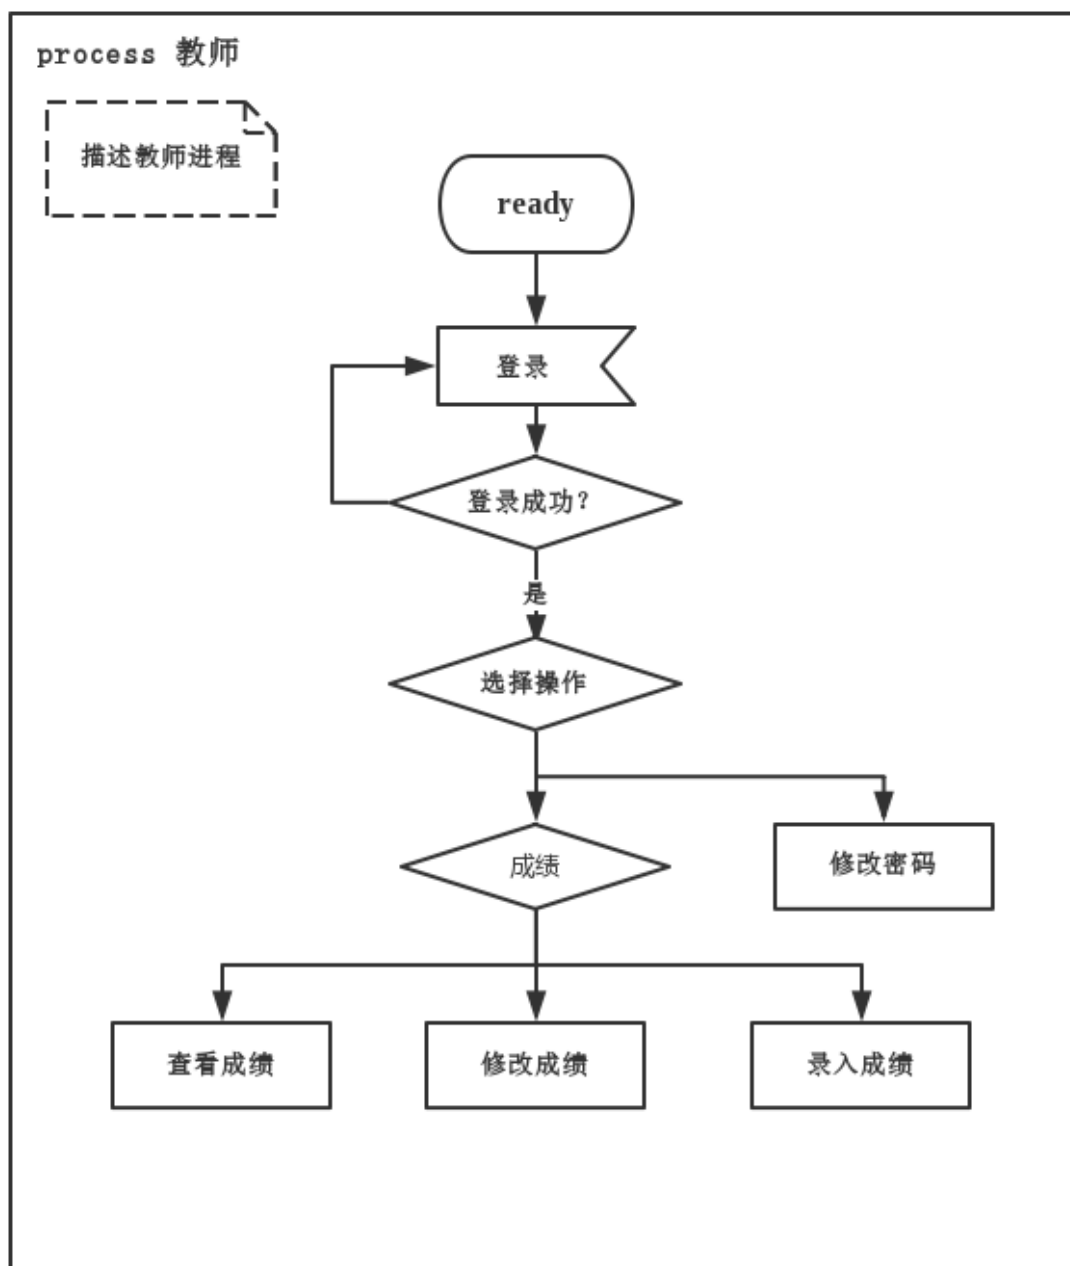 process 教师
描述教师进程
ready
登录
登录成功?
是
选择操作
成绩
修改密码
查看成绩
修改成绩
录入成绩